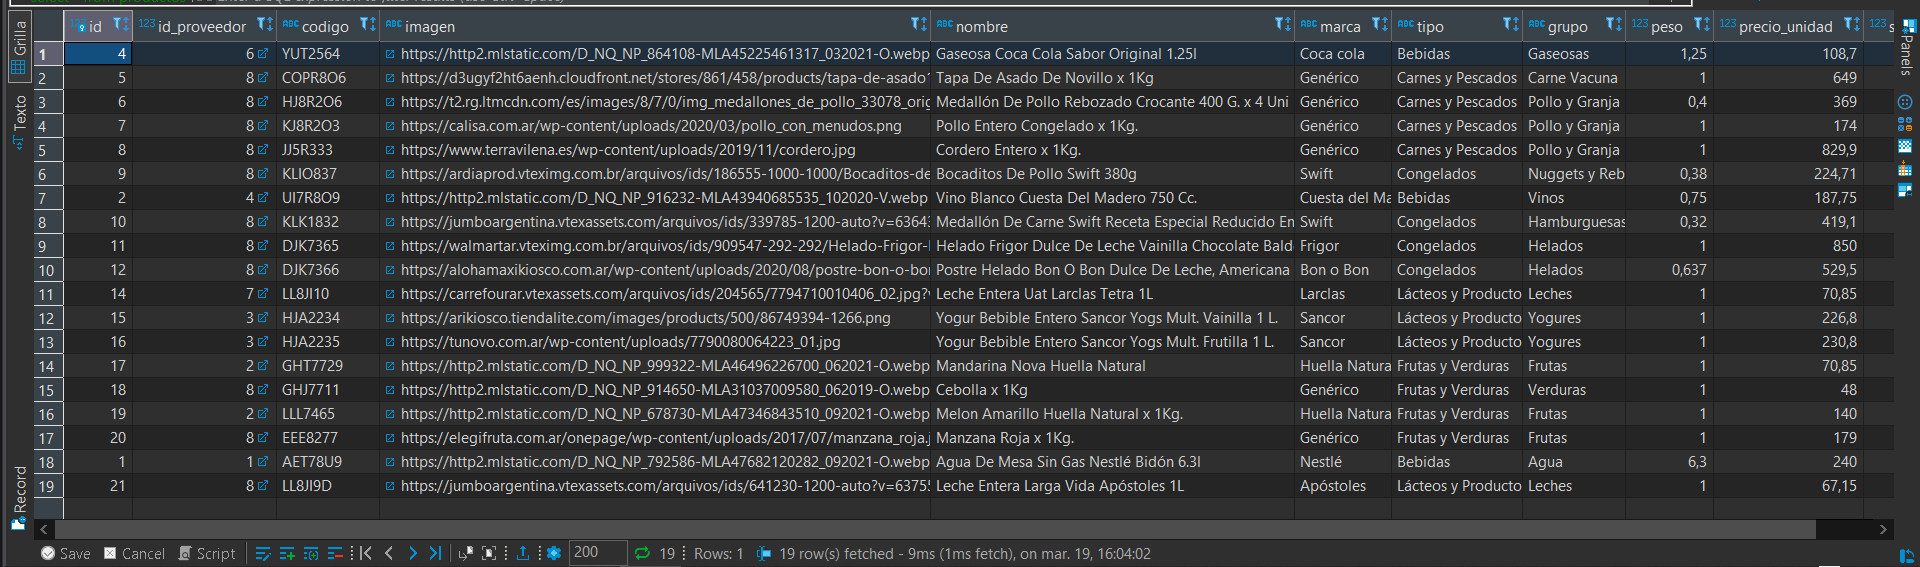 Grilla
Texto
Record
Panels
id id_proveedor codigo imagen nombre marca tipo grupo peso precio_unidad s
1 4 6 YUT2564 https://http2.mlstatic.com/D_NQ_NP_864108-MLA45225461317_032021-O.webp Gaseosa Coca Cola Sabor Original 1.25l Coca cola Bebidas Gaseosas 1,25 108,7
2 5 8 COPR8O6 https://d3ugyf2ht6aenh.cloudfront.net/stores/861/458/products/tapa-de-asado1 Tapa De Asado De Novillo x 1Kg Genérico Carnes y Pescados Carne Vacuna 1 649
3 6 8 HJ8R2O6 https://t2.rg.ltmcdn.com/es/images/8/7/0/img_medallones_de_pollo_33078_orig Medallón De Pollo Rebozado Crocante 400 G. x 4 Uni Genérico Carnes y Pescados Pollo y Granja 0,4 369
4 7 8 KJ8R2O3 https://calisa.com.ar/wp-content/uploads/2020/03/pollo_con_menudos.png Pollo Entero Congelado x 1Kg. Genérico Carnes y Pescados Pollo y Granja 1 174
5 8 8 JJ5R333 https://www.terravilena.es/wp-content/uploads/2019/11/cordero.jpg Cordero Entero x 1Kg. Genérico Carnes y Pescados Pollo y Granja 1 829,9
6 9 8 KLIO837 https://ardiaprod.vteximg.com.br/arquivos/ids/186555-1000-1000/Bocaditos-de Bocaditos De Pollo Swift 380g Swift Congelados Nuggets y Reb 0,38 224,71
7 2 4 UI7R8O9 https://http2.mlstatic.com/D_NQ_NP_916232-MLA43940685535_102020-V.webp Vino Blanco Cuesta Del Madero 750 Cc. Cuesta del Ma Bebidas Vinos 0,75 187,75
8 10 8 KLK1832 https://jumboargentina.vtexassets.com/arquivos/ids/339785-1200-auto?v=63643 Medallón De Carne Swift Receta Especial Reducido En Swift Congelados Hamburguesas 0,32 419,1
9 11 8 DJK7365 https://walmartar.vteximg.com.br/arquivos/ids/909547-292-292/Helado-Frigor- Helado Frigor Dulce De Leche Vainilla Chocolate Bald Frigor Congelados Helados 1 850
10 12 8 DJK7366 https://alohamaxikiosco.com.ar/wp-content/uploads/2020/08/postre-bon-o-bon Postre Helado Bon O Bon Dulce De Leche, Americana Bon o Bon Congelados Helados 0,637 529,5
11 14 7 LL8JI10 https://carrefourar.vtexassets.com/arquivos/ids/204565/7794710010406_02.jpg?v Leche Entera Uat Larclas Tetra 1L Larclas Lácteos y Producto Leches 1 70,85
12 15 3 HJA2234 https://arikiosco.tiendalite.com/images/products/500/86749394-1266.png Yogur Bebible Entero Sancor Yogs Mult. Vainilla 1 L. Sancor Lácteos y Producto Yogures 1 226,8
13 16 3 HJA2235 https://tunovo.com.ar/wp-content/uploads/7790080064223_01.jpg Yogur Bebible Entero Sancor Yogs Mult. Frutilla 1 L. Sancor Lácteos y Producto Yogures 1 230,8
14 17 2 GHT7729 https://http2.mlstatic.com/D_NQ_NP_999322-MLA46496226700_062021-O.webp Mandarina Nova Huella Natural Huella Natura Frutas y Verduras Frutas 1 70,85
15 18 8 GHJ7711 https://http2.mlstatic.com/D_NQ_NP_914650-MLA31037009580_062019-O.webp Cebolla x 1Kg Genérico Frutas y Verduras Verduras 1 48
16 19 2 LLL7465 https://http2.mlstatic.com/D_NQ_NP_678730-MLA47346843510_092021-O.webp Melon Amarillo Huella Natural x 1Kg. Huella Natura Frutas y Verduras Frutas 1 140
17 20 8 EEE8277 https://elegifruta.com.ar/onepage/wp-content/uploads/2017/07/manzana_roja.j Manzana Roja x 1Kg. Genérico Frutas y Verduras Frutas 1 179
18 1 1 AET78U9 https://http2.mlstatic.com/D_NQ_NP_792586-MLA47682120282_092021-O.webp Agua De Mesa Sin Gas Nestlé Bidón 6.3l Nestlé Bebidas Agua 6,3 240
19 21 8 LL8JI9D https://jumboargentina.vtexassets.com/arquivos/ids/641230-1200-auto?v=63755 Leche Entera Larga Vida Apóstoles 1L Apóstoles Lácteos y Producto Leches 1 67,15
Save Cancel Script 200 19 Rows: 1 19 row(s) fetched - 9ms (1ms fetch), on mar. 19, 16:04:02